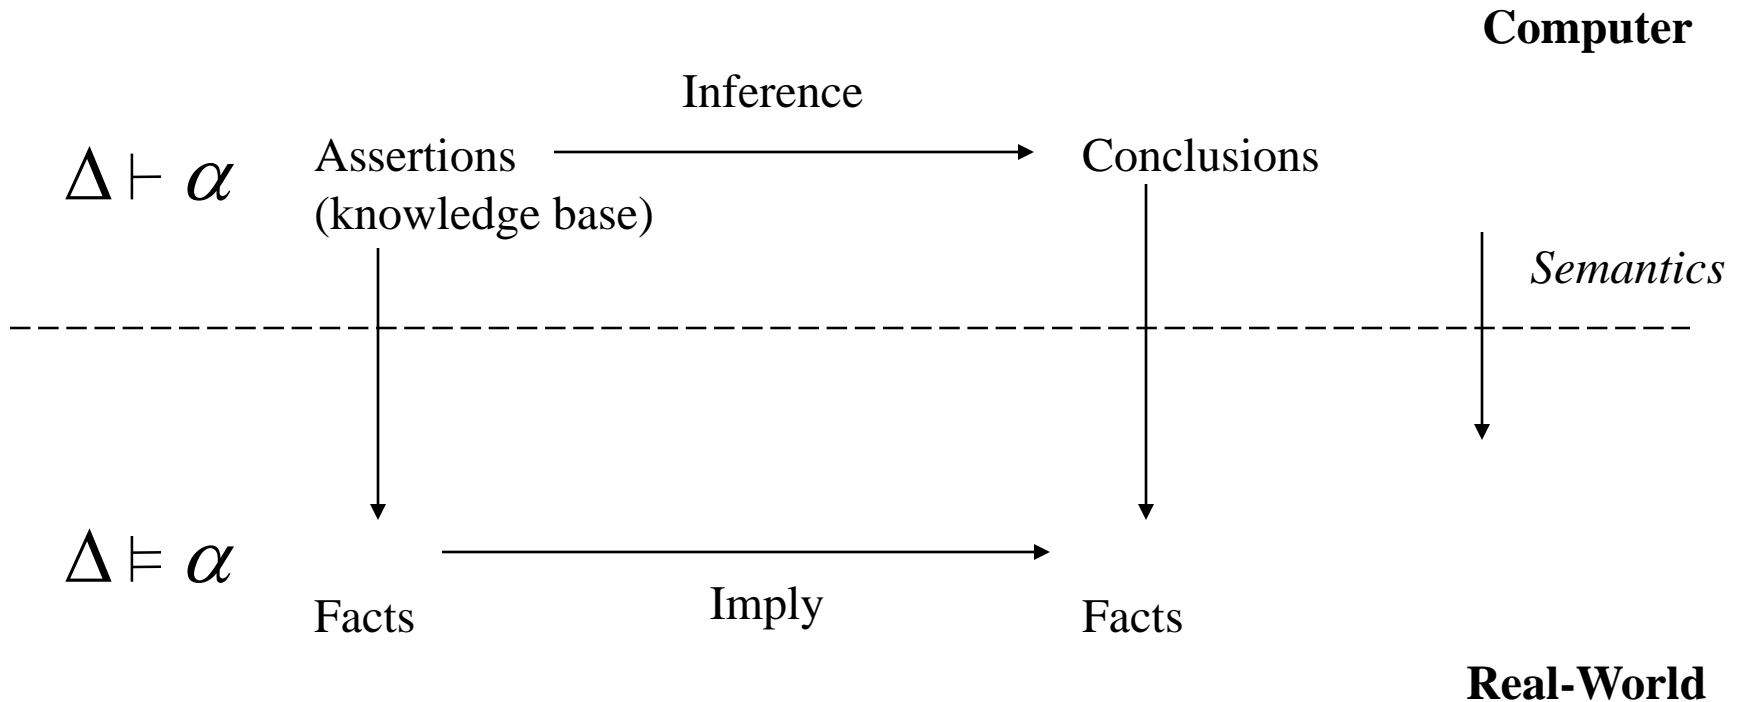 Computer
Inference
Δ ⊢ α
Assertions
(knowledge base)
Conclusions
Semantics
Δ ⊨ α
Imply
Facts
Facts
Real-World